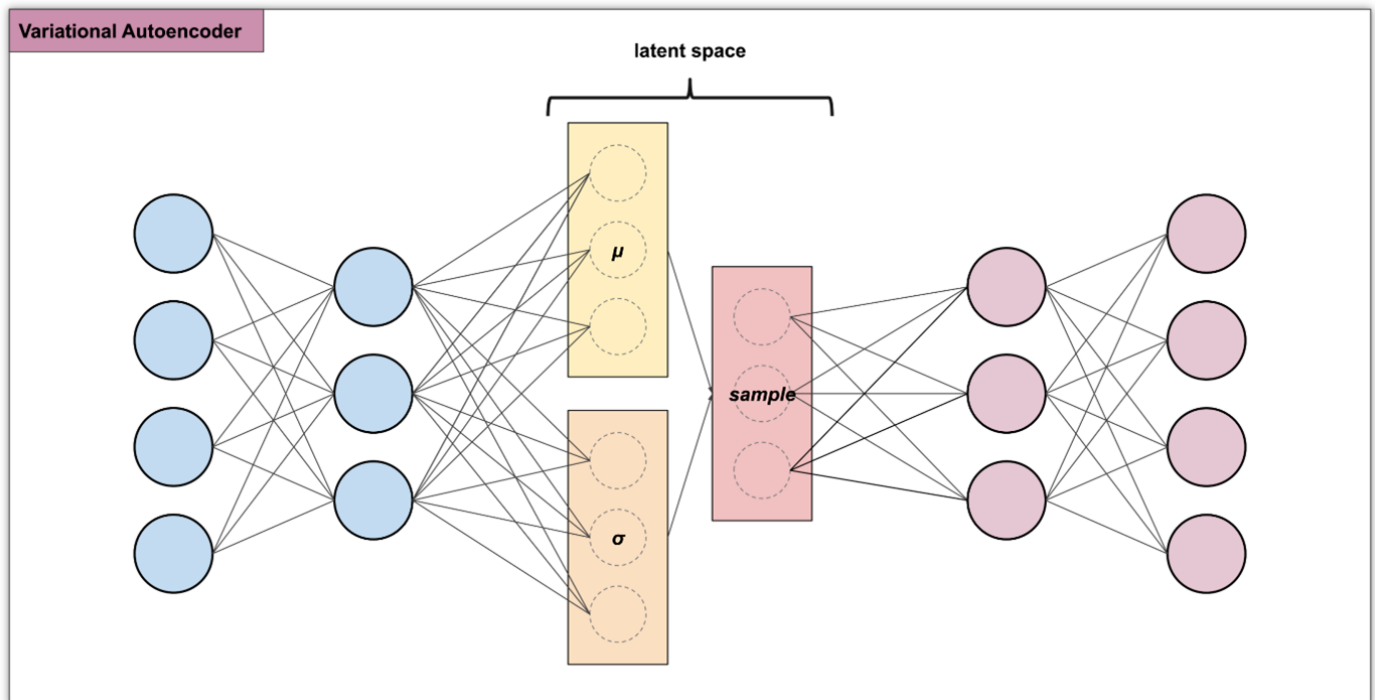 Variational Autoencoder
latent space
μ
sample
σ